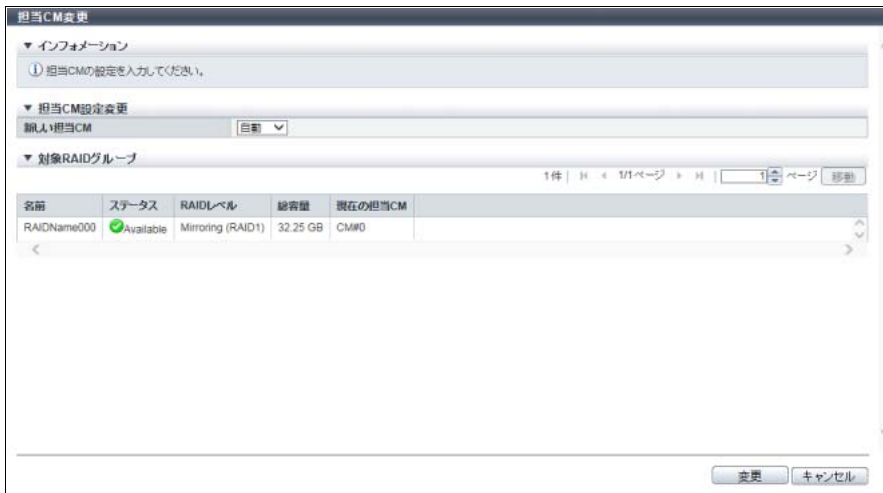 担当CM変更
▼ インフォメーション
担当CMの設定を入力してください。
▼ 担当CM設定変更
新しい担当CM 自動
▼ 対象RAIDグループ
1件 | 1/1ページ | 1 ページ 移動
名前 ステータス RAIDレベル 総容量 現在の担当CM
RAIDName000 Available Mirroring (RAID1) 32.25 GB CM#0
変更 キャンセル